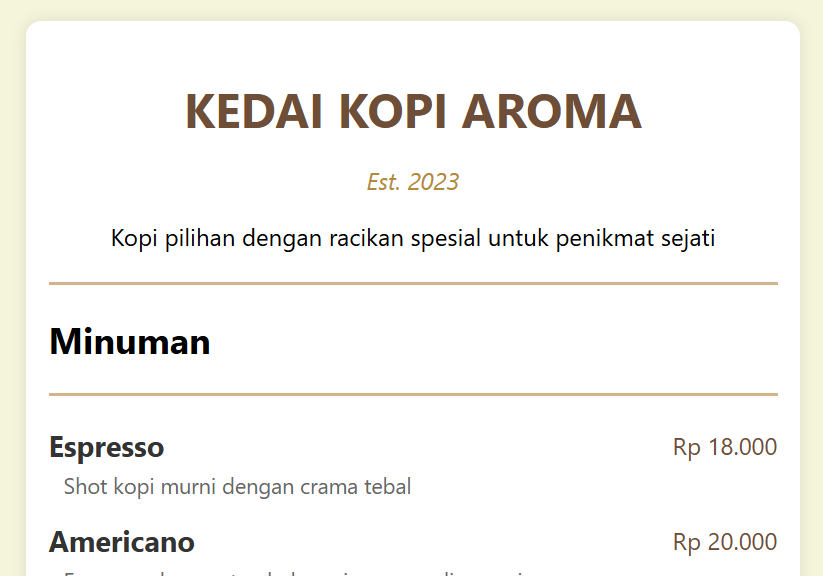 KEDAI KOPI AROMA
Est. 2023
Kopi pilihan dengan racikan spesial untuk penikmat sejati
Minuman
Espresso Rp 18.000
Shot kopi murni dengan crama tebal
Americano Rp 20.000